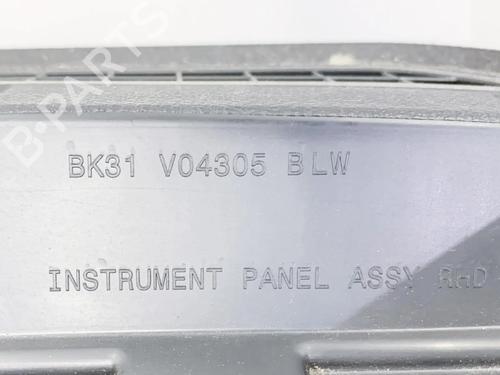 B-PARTS
BK31 V04305 BLW
INSTRUMENT PANEL ASSY RHD